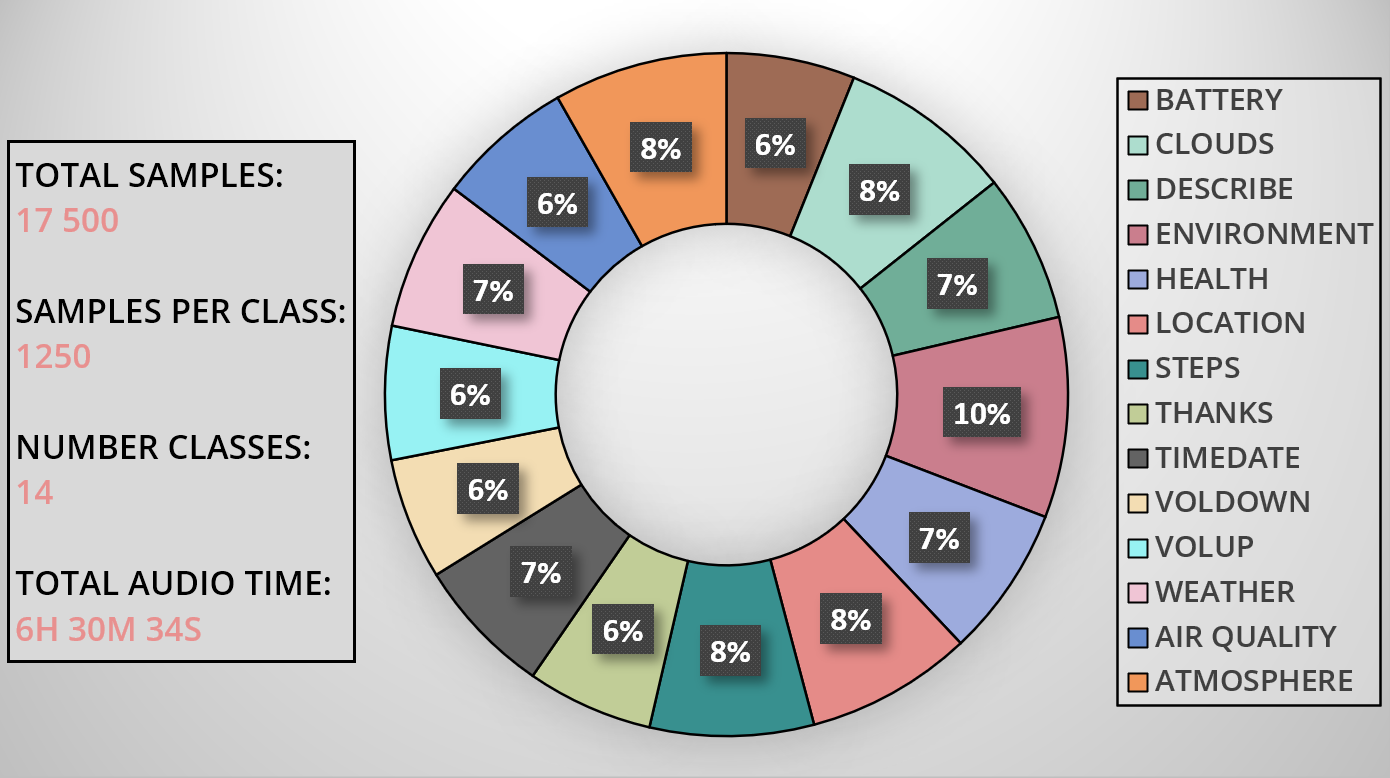 TOTAL SAMPLES:
17 500
SAMPLES PER CLASS:
1250
NUMBER CLASSES:
14
TOTAL AUDIO TIME:
6H 30M 34S
6%
8%
7%
10%
7%
8%
8%
6%
7%
6%
6%
7%
6%
8%
BATTERY
CLOUDS
DESCRIBE
ENVIRONMENT
HEALTH
LOCATION
STEPS
THANKS
TIMEDATE
VOLDOWN
VOLUP
WEATHER
AIR QUALITY
ATMOSPHERE